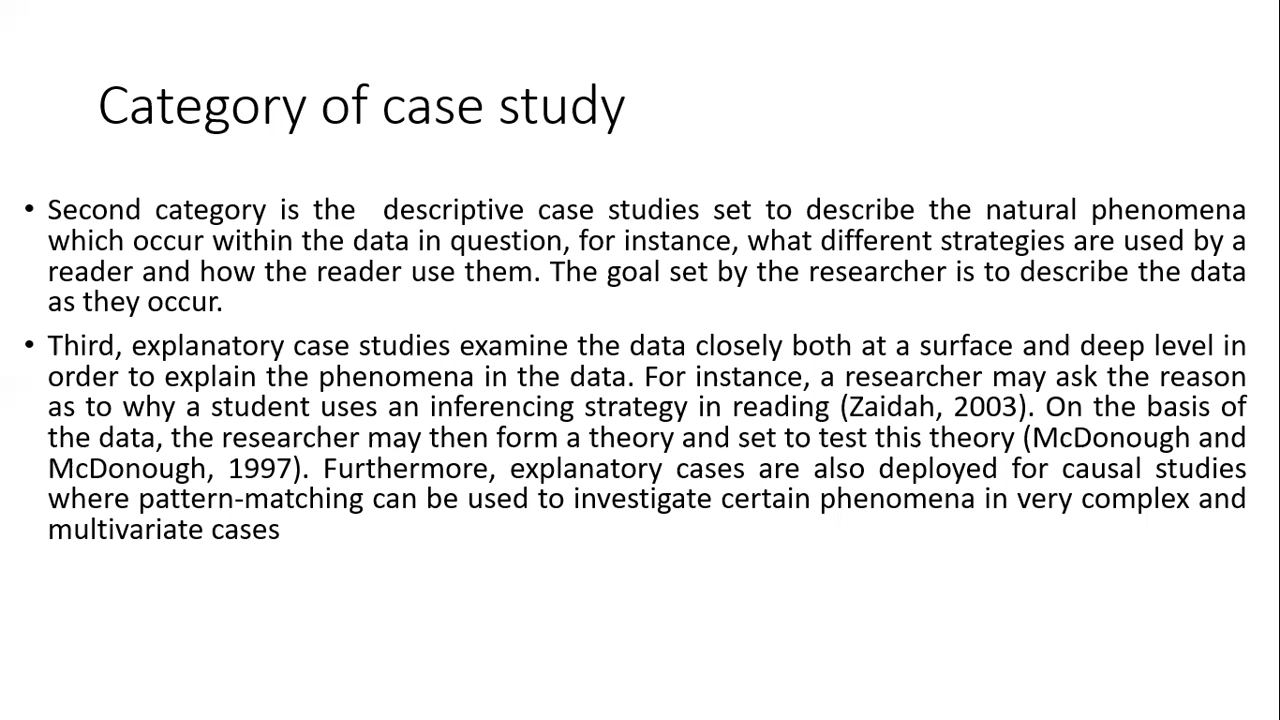 Category of case study
• Second category is the descriptive case studies set to describe the natural phenomena
which occur within the data in question, for instance, what different strategies are used by a
reader and how the reader use them. The goal set by the researcher is to describe the data
as they occur.
• Third, explanatory case studies examine the data closely both at a surface and deep level in
order to explain the phenomena in the data. For instance, a researcher may ask the reason
as to why a student uses an inferencing strategy in reading (Zaidah, 2003). On the basis of
the data, the researcher may then form a theory and set to test this theory (McDonough and
McDonough, 1997). Furthermore, explanatory cases are also deployed for causal studies
where pattern-matching can be used to investigate certain phenomena in very complex and
multivariate cases